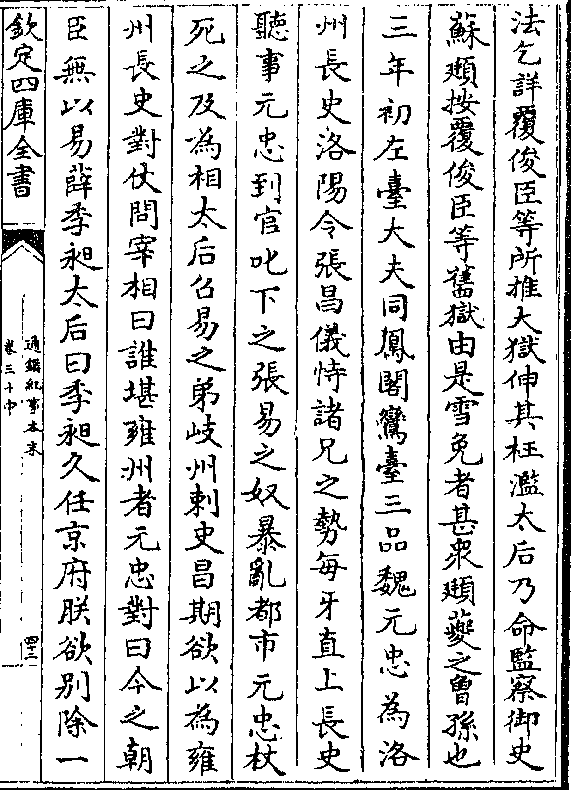 法乞詳覆俊臣等所推大獄伸其枉濫太后乃命監察御史
蘇頲按覆俊臣等舊獄由是雪免者甚衆頲夔之曾孫也
三年初左臺大夫同鳳閣鸞臺三品魏元忠為洛
州長史洛陽令張昌儀恃諸兄之勢每牙直上長史
聽事元忠到官叱下之張易之奴暴亂都市元忠杖
死之及為相太后召易之弟岐州刺史昌期欲以為雍
州長史對仗問宰相曰誰堪雍州者元忠對曰今之朝
臣無以易薛季昶太后曰季昶久任京府朕欲别除一
欽定四庫全書
通鑑紀事本末
卷三十中
四十二